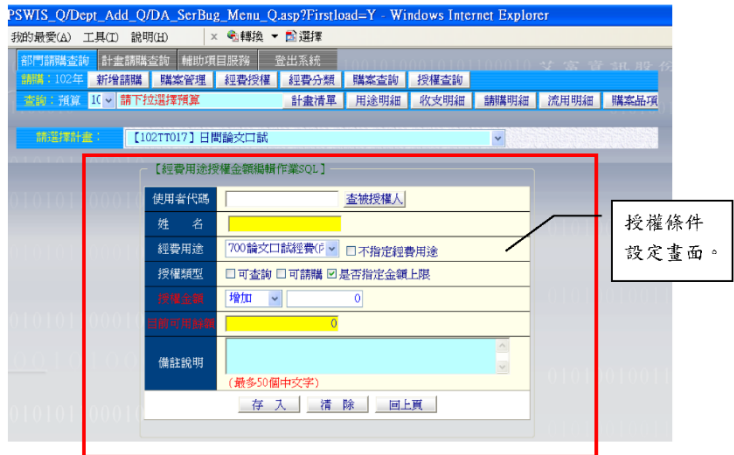 PSWIS_Q/Dept_Add_Q/DA_SerBug_Menu_Q.asp?Firstload=Y - Windows Internet Explorer
我的最愛(A) 工具(T) 說明(H) × 轉換 選擇
部門請購查詢 計畫請購查詢 輔助項目服務 登出系統
請購：102年 新增請購 購案管理 經費授權 經費分類 購案查詢 授權查詢
查詢：預算 1C 請下拉選擇預算 計畫清單 用途明細 收支明細 請購明細 流用明細 購案品項
請選擇計畫： 【102TT017】日間論文口試
【經費用途授權金額編輯作業SQL】
使用者代碼 查被授權人
姓 名
經費用途 700論文口試經費(F 不指定經費用途
授權類型 可查詢 可請購 是否指定金額上限
授權金額 增加 0
目前可用餘額 0
備註說明
(最多50個中文字)
存 入 清 除 回上頁
授權條件
設定畫面。